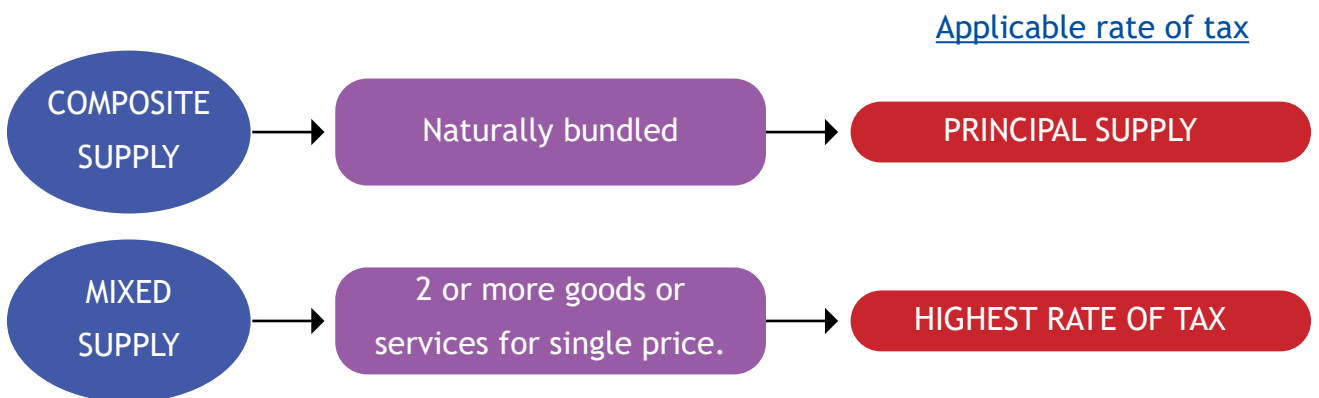 Applicable rate of tax
COMPOSITE
SUPPLY
Naturally bundled
PRINCIPAL SUPPLY
MIXED
SUPPLY
2 or more goods or
services for single price.
HIGHEST RATE OF TAX